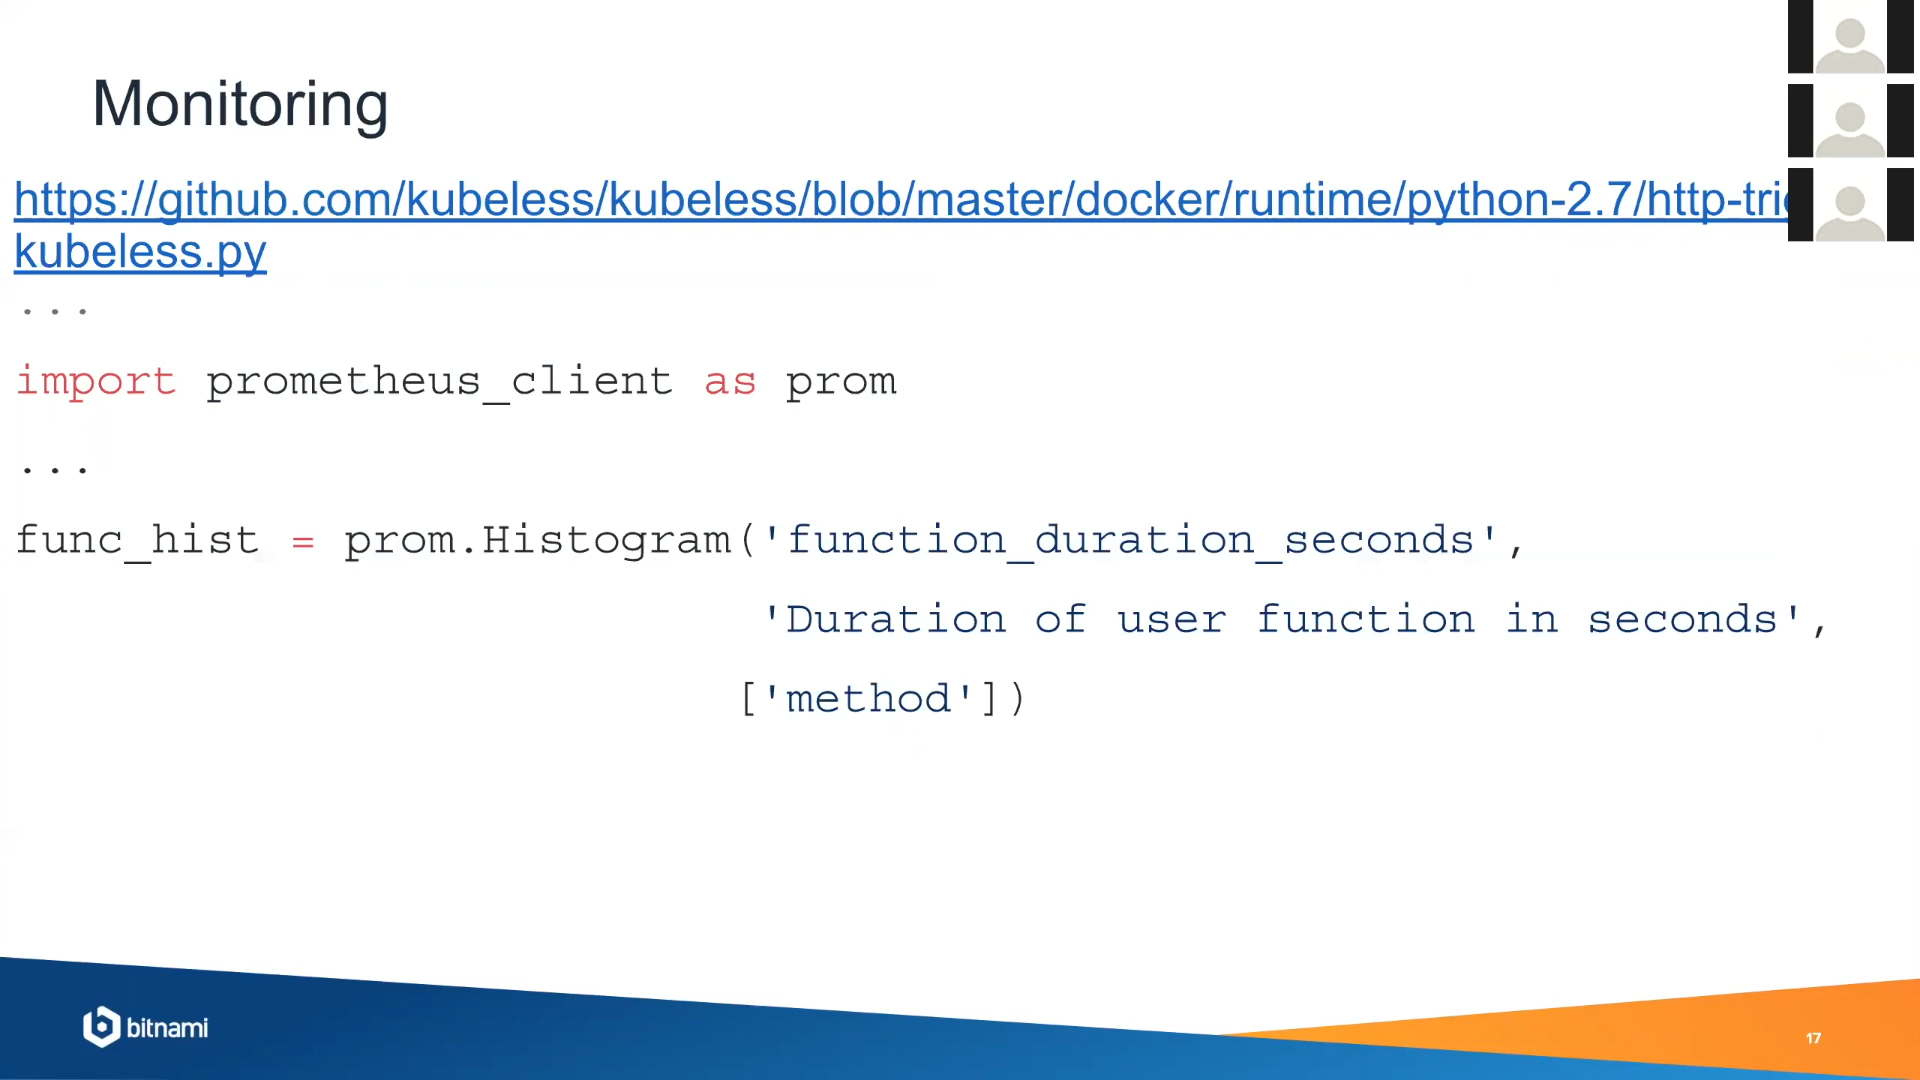 Monitoring
https://github.com/kubeless/kubeless/blob/master/docker/runtime/python-2.7/http-tri
kubeless.py
...
import prometheus_client as prom
...
func_hist = prom.Histogram('function_duration_seconds',
'Duration of user function in seconds',
['method'])
bitnami
17